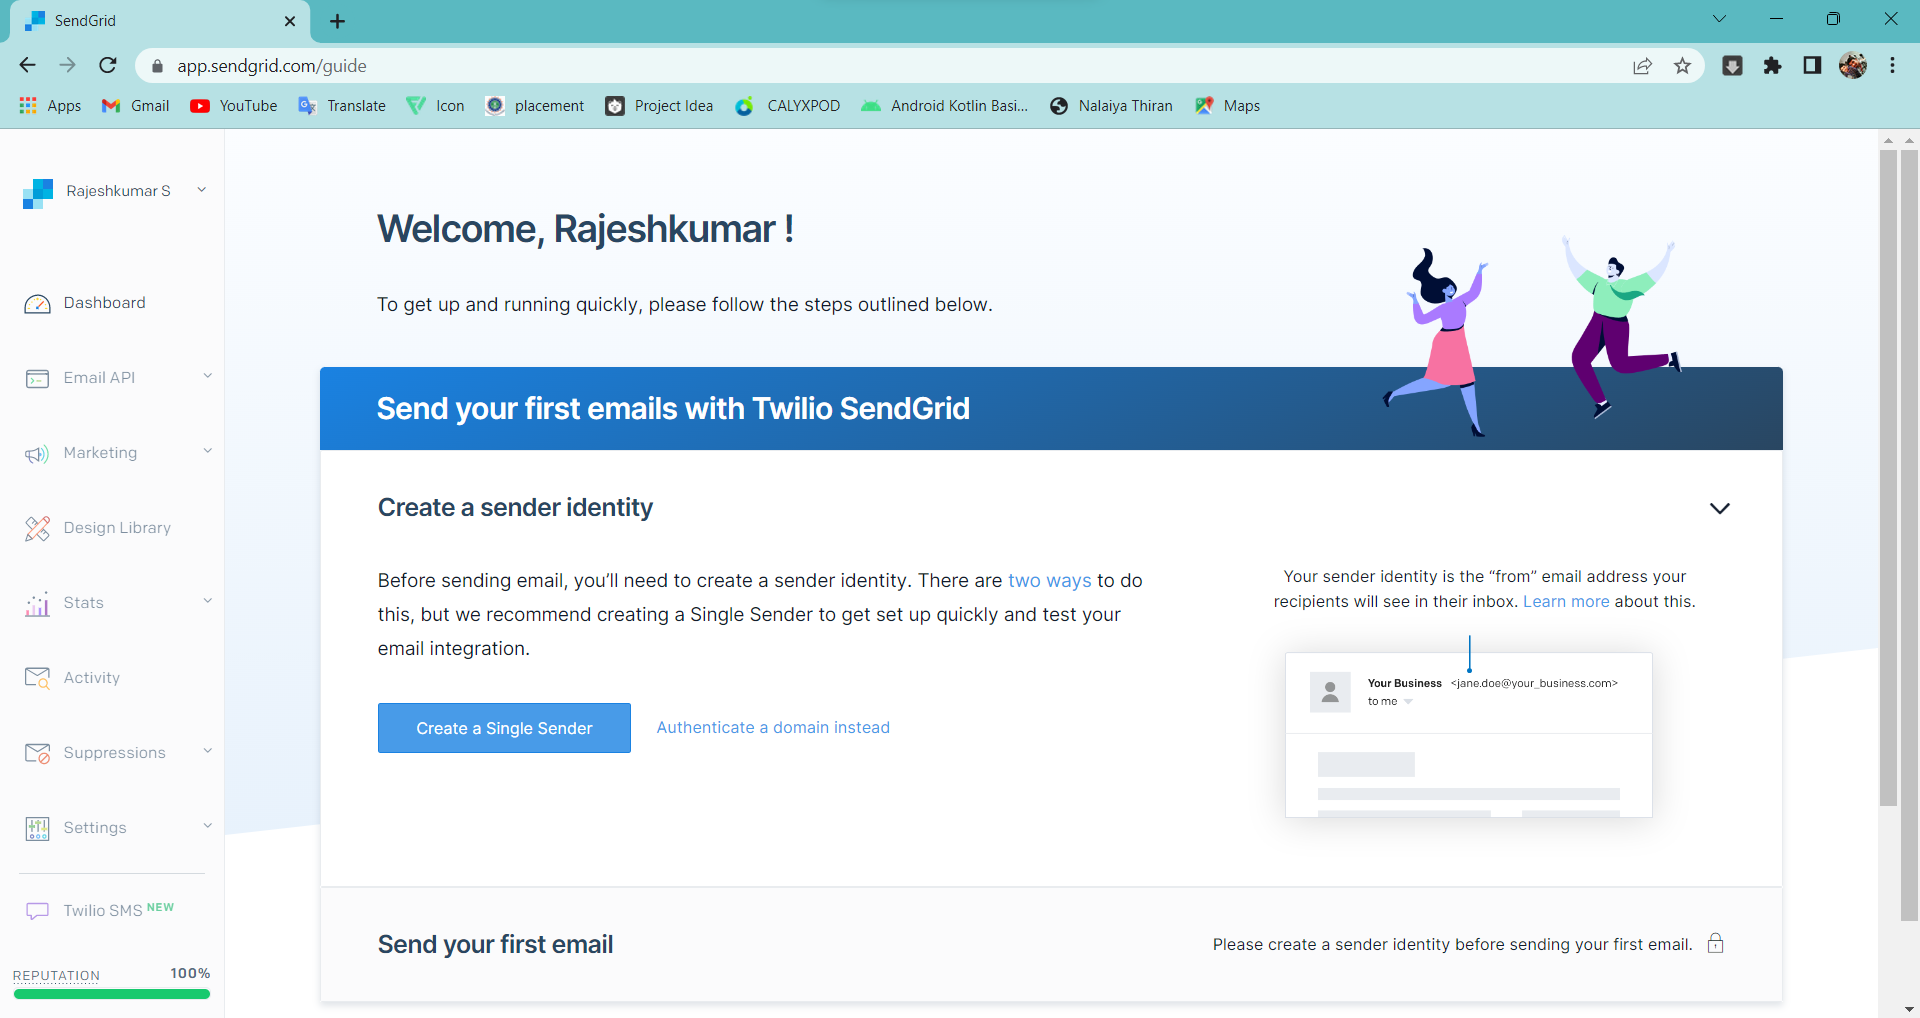 SendGrid
app.sendgrid.com/guide
Apps Gmail YouTube Translate Icon placement Project Idea CALYXPOD Android Kotlin Basi... Nalaiya Thiran Maps
Rajeshkumar S
Dashboard
Email API
Marketing
Design Library
Stats
Activity
Suppressions
Settings
Twilio SMS NEW
REPUTATION 100%
Welcome, Rajeshkumar !
To get up and running quickly, please follow the steps outlined below.
Send your first emails with Twilio SendGrid
Create a sender identity
Before sending email, you’ll need to create a sender identity. There are two ways to do
this, but we recommend creating a Single Sender to get set up quickly and test your
email integration.
Create a Single Sender Authenticate a domain instead
Your sender identity is the “from” email address your
recipients will see in their inbox. Learn more about this.
Your Business <jane.doe@your_business.com>
to me
Send your first email
Please create a sender identity before sending your first email.